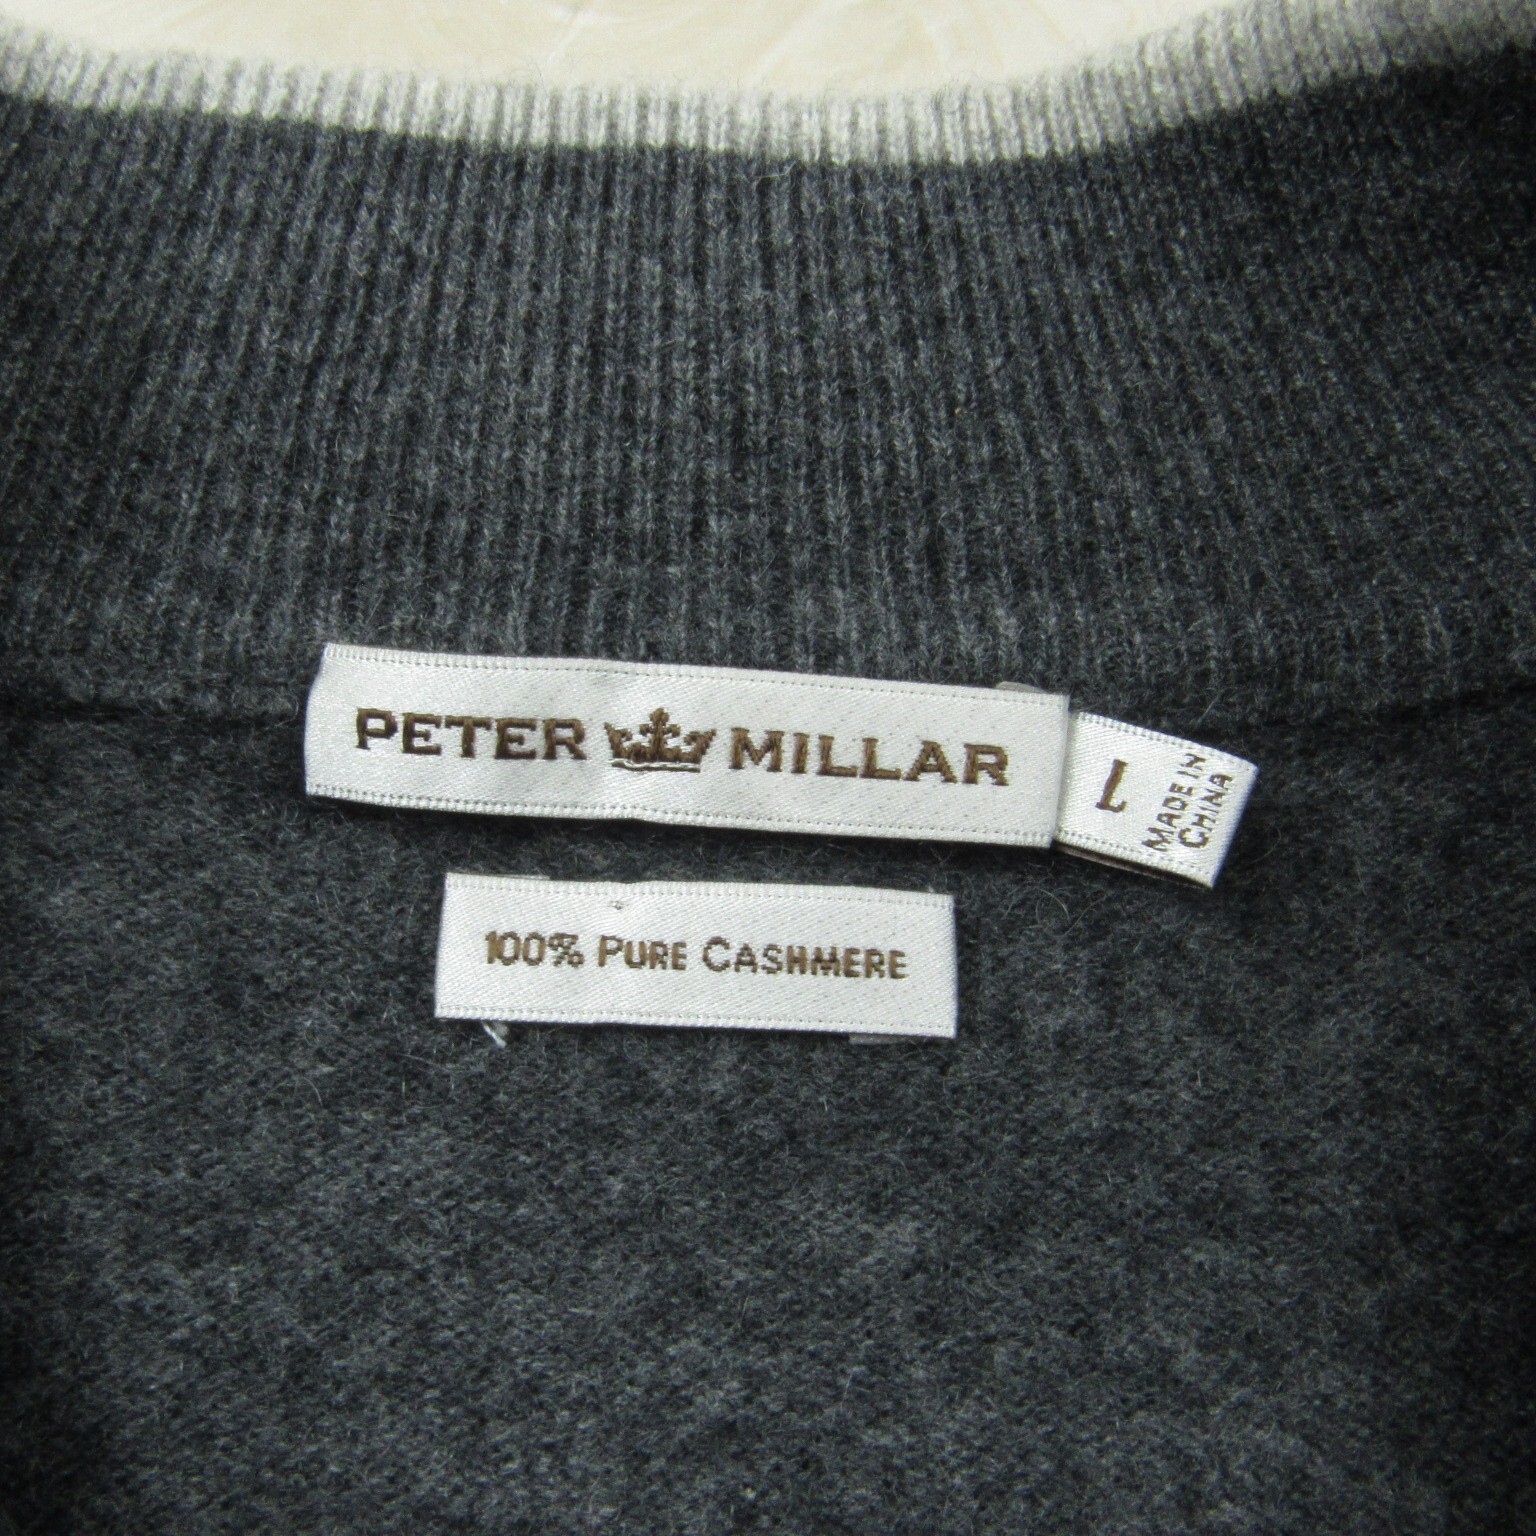 PETER MILLAR
L
MADE IN
CHINA
100% PURE CASHMERE